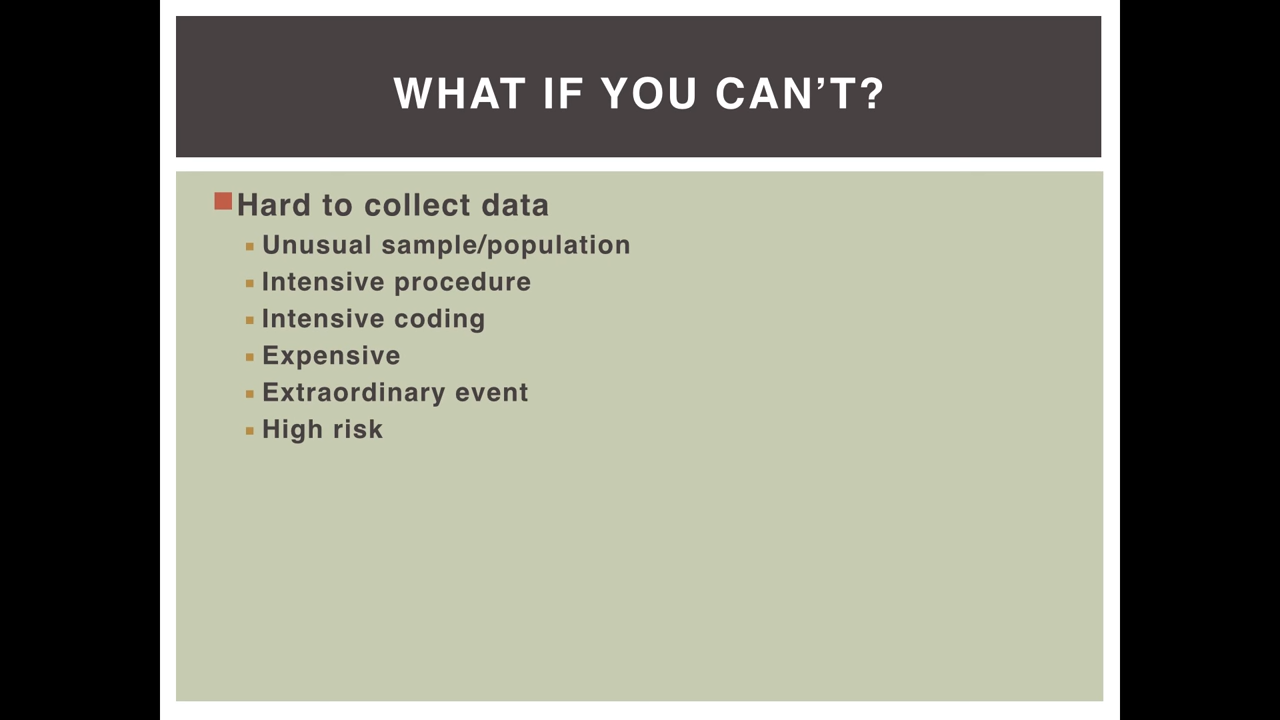 WHAT IF YOU CAN’T?
Hard to collect data
Unusual sample/population
Intensive procedure
Intensive coding
Expensive
Extraordinary event
High risk